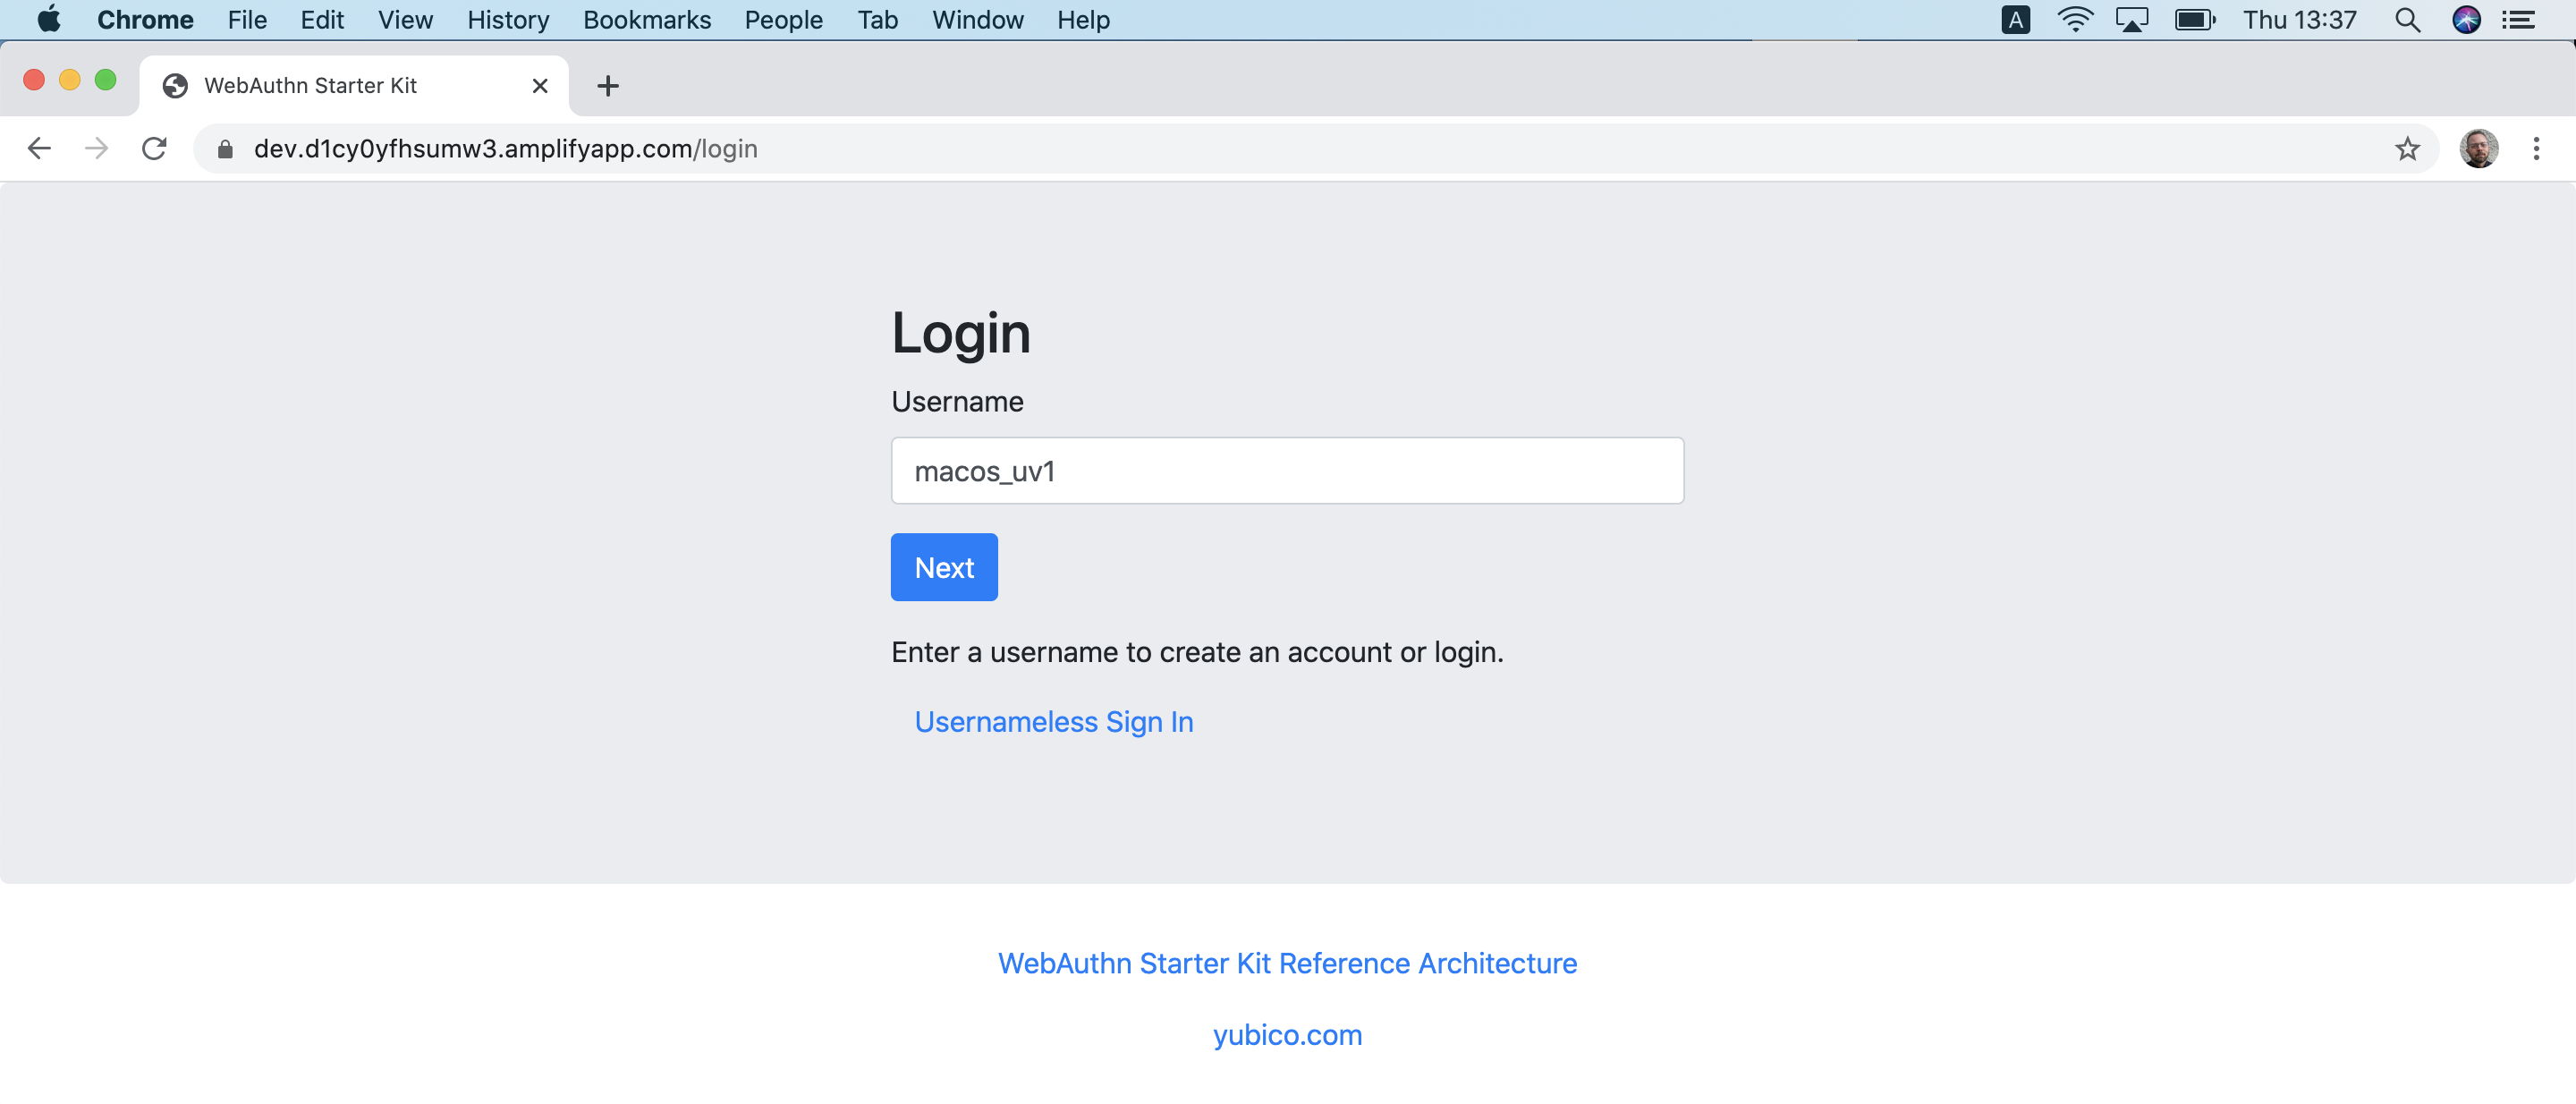 Chrome File Edit View History Bookmarks People Tab Window Help A Thu 13:37
WebAuthn Starter Kit
dev.d1cy0yfhsumw3.amplifyapp.com/login
Login
Username
macos_uv1
Next
Enter a username to create an account or login.
Usernameless Sign In
WebAuthn Starter Kit Reference Architecture
yubico.com